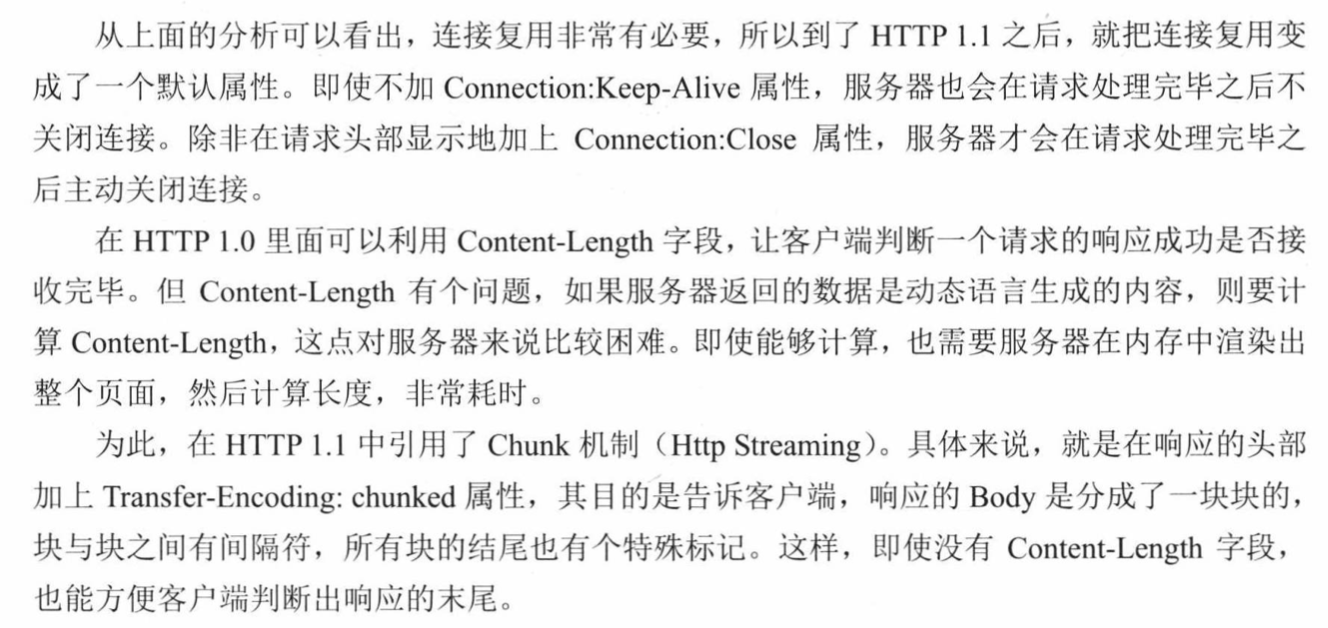 从上面的分析可以看出，连接复用非常有必要，所以到了 HTTP 1.1 之后，就把连接复用变
成了一个默认属性。即使不加 Connection:Keep-Alive 属性，服务器也会在请求处理完毕之后不
关闭连接。除非在请求头部显示地加上 Connection:Close 属性，服务器才会在请求处理完毕之
后主动关闭连接。
在 HTTP 1.0 里面可以利用 Content-Length 字段，让客户端判断一个请求的响应成功是否接
收完毕。但 Content-Length 有个问题，如果服务器返回的数据是动态语言生成的内容，则要计
算 Content-Length，这点对服务器来说比较困难。即使能够计算，也需要服务器在内存中渲染出
整个页面，然后计算长度，非常耗时。
为此，在 HTTP 1.1 中引用了 Chunk 机制（Http Streaming）。具体来说，就是在响应的头部
加上 Transfer-Encoding: chunked 属性，其目的是告诉客户端，响应的 Body 是分成了一块块的，
块与块之间有间隔符，所有块的结尾也有个特殊标记。这样，即使没有 Content-Length 字段，
也能方便客户端判断出响应的末尾。